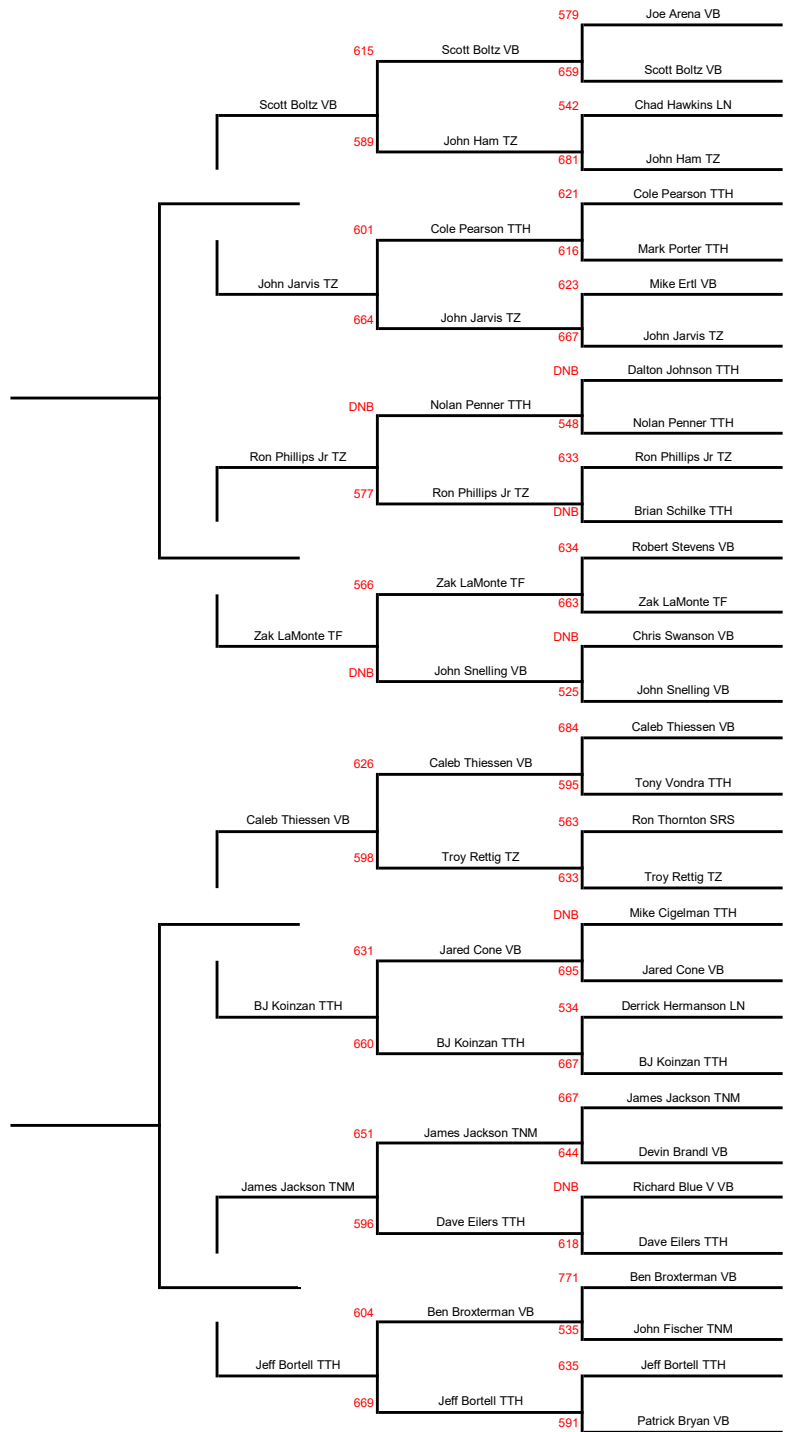 579 Joe Arena VB
615 Scott Boltz VB
659 Scott Boltz VB
Scott Boltz VB
542 Chad Hawkins LN
589 John Ham TZ
681 John Ham TZ
621 Cole Pearson TTH
601 Cole Pearson TTH
616 Mark Porter TTH
John Jarvis TZ
623 Mike Ertl VB
664 John Jarvis TZ
667 John Jarvis TZ
DNB Dalton Johnson TTH
DNB Nolan Penner TTH
548 Nolan Penner TTH
Ron Phillips Jr TZ
633 Ron Phillips Jr TZ
577 Ron Phillips Jr TZ
DNB Brian Schilke TTH
634 Robert Stevens VB
566 Zak LaMonte TF
663 Zak LaMonte TF
Zak LaMonte TF
DNB Chris Swanson VB
DNB John Snelling VB
525 John Snelling VB
684 Caleb Thiessen VB
626 Caleb Thiessen VB
595 Tony Vondra TTH
Caleb Thiessen VB
563 Ron Thornton SRS
598 Troy Rettig TZ
633 Troy Rettig TZ
DNB Mike Cigelman TTH
631 Jared Cone VB
695 Jared Cone VB
BJ Koinzan TTH
534 Derrick Hermanson LN
660 BJ Koinzan TTH
667 BJ Koinzan TTH
667 James Jackson TNM
651 James Jackson TNM
644 Devin Brandl VB
James Jackson TNM
DNB Richard Blue V VB
596 Dave Eilers TTH
618 Dave Eilers TTH
771 Ben Broxterman VB
604 Ben Broxterman VB
535 John Fischer TNM
Jeff Bortell TTH
635 Jeff Bortell TTH
669 Jeff Bortell TTH
591 Patrick Bryan VB